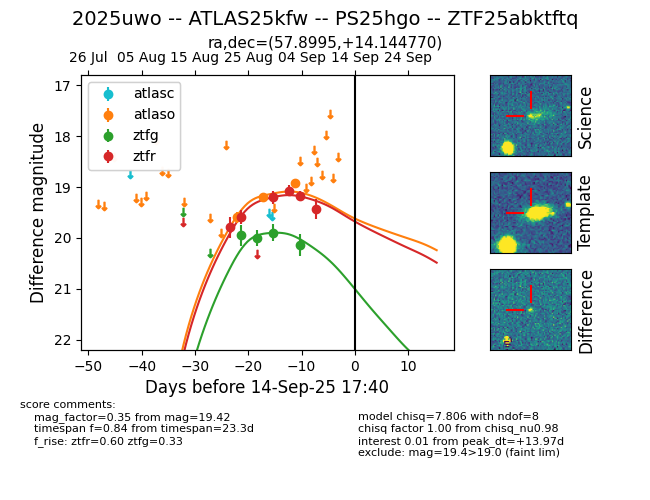 2025uwo -- ATLAS25kfw -- PS25hgo -- ZTF25abktftq
ra,dec=(57.8995,+14.144770)
26 Jul 05 Aug 15 Aug 25 Aug 04 Sep 14 Sep 24 Sep
17
18
19
20
21
22
Difference magnitude
atlasc
atlaso
ztfg
ztfr
−50 −40 −30 −20 −10 0 10
Days before 14-Sep-25 17:40
Science
Template
Difference
score comments:
mag_factor=0.35 from mag=19.42
timespan f=0.84 from timespan=23.3d
f_rise: ztfr=0.60 ztfg=0.33
model chisq=7.806 with ndof=8
chisq factor 1.00 from chisq_nu0.98
interest 0.01 from peak_dt=+13.97d
exclude: mag=19.4>19.0 (faint lim)